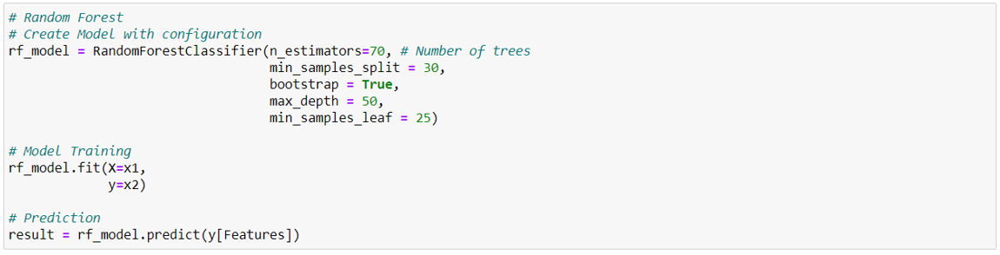 # Random Forest
# Create Model with configuration
rf_model = RandomForestClassifier(n_estimators=70, # Number of trees
                                  min_samples_split = 30,
                                  bootstrap = True,
                                  max_depth = 50,
                                  min_samples_leaf = 25)

# Model Training
rf_model.fit(X=x1,
             y=x2)

# Prediction
result = rf_model.predict(y[Features])